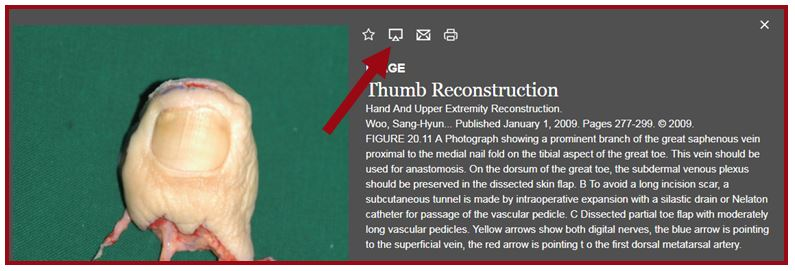 IMAGE
Thumb Reconstruction
Hand And Upper Extremity Reconstruction.
Woo, Sang-Hyun... Published January 1, 2009. Pages 277-299. © 2009.
FIGURE 20.11 A Photograph showing a prominent branch of the great saphenous vein
proximal to the medial nail fold on the tibial aspect of the great toe. This vein should be
used for anastomosis. On the dorsum of the great toe, the subdermal venous plexus
should be preserved in the dissected skin flap. B To avoid a long incision scar, a
subcutaneous tunnel is made by intraoperative expansion with a silastic drain or Nelaton
catheter for passage of the vascular pedicle. C Dissected partial toe flap with moderately
long vascular pedicles. Yellow arrows show both digital nerves, the blue arrow is pointing
to the superficial vein, the red arrow is pointing t o the first dorsal metatarsal artery.